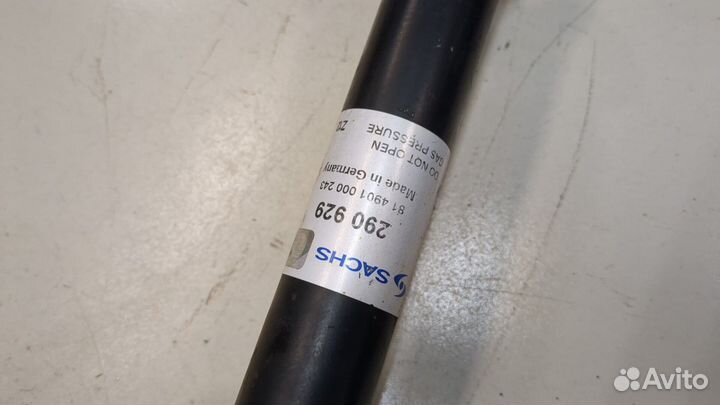 SACHS
290 929
81 4901 000 243
Made in Germany
DO NOT OPEN
GAS PRESSURE
Avito